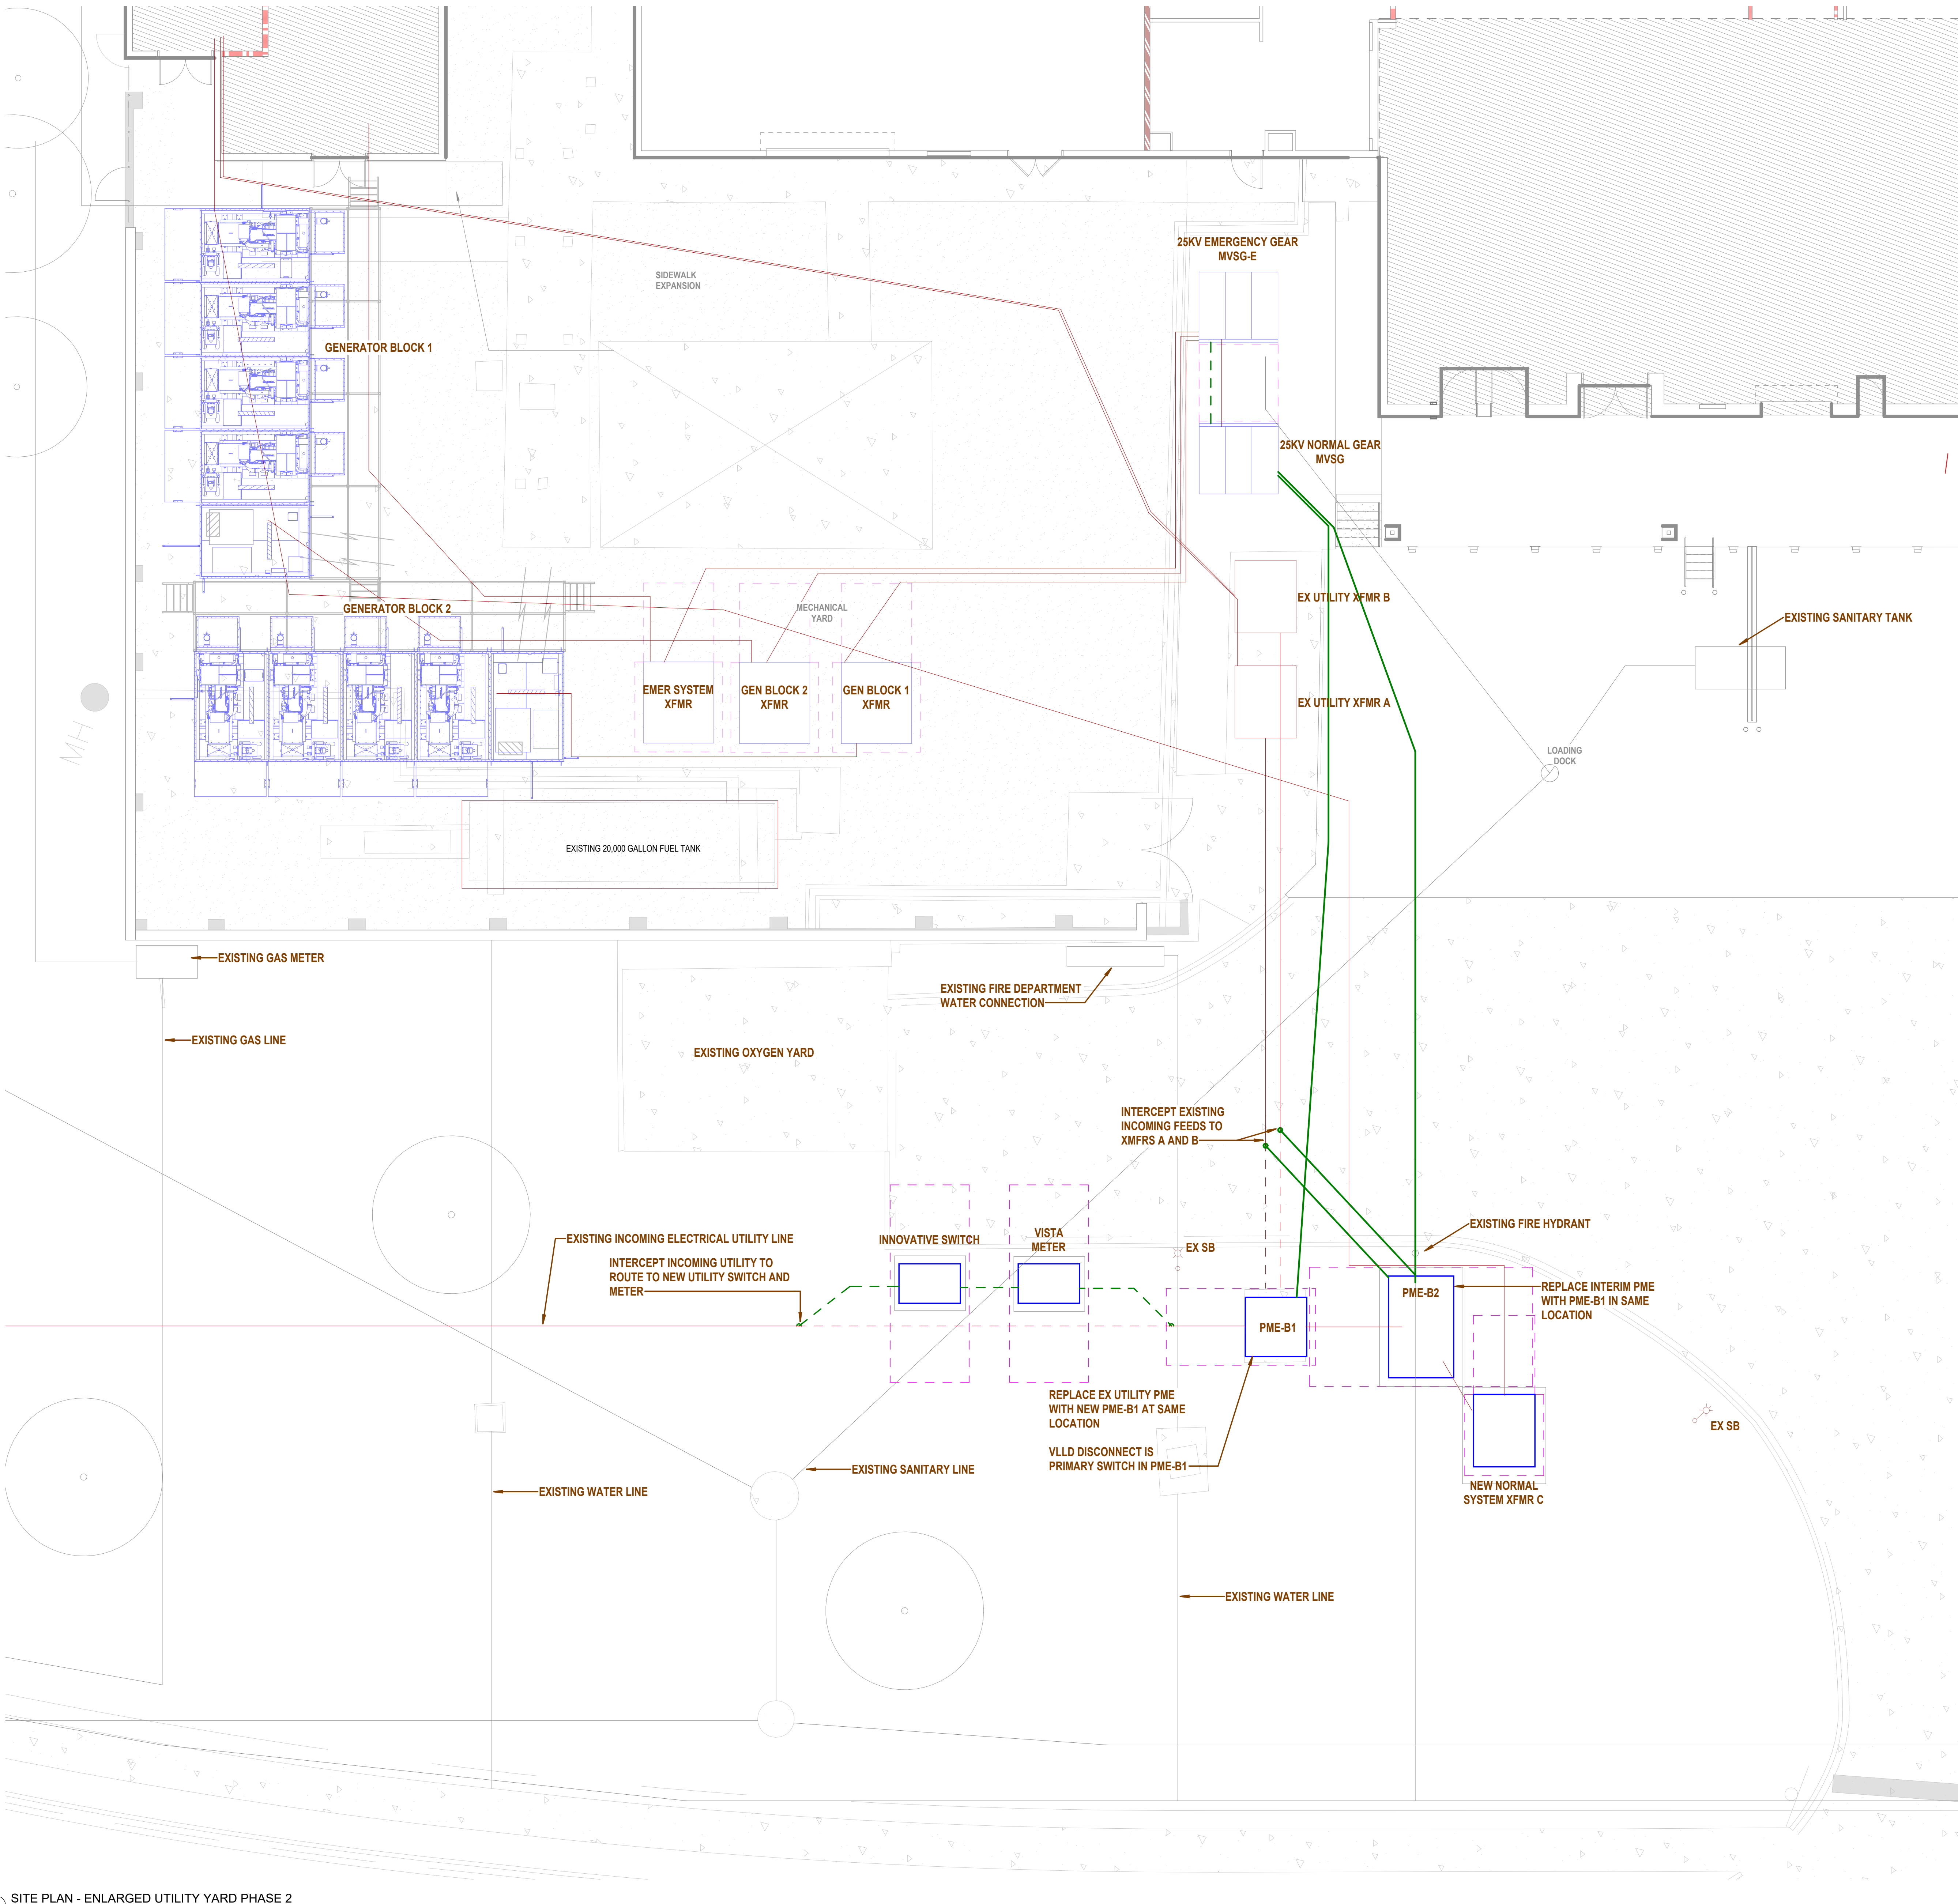 25KV EMERGENCY GEAR
MVSG-E
SIDEWALK
EXPANSION
GENERATOR BLOCK 1
25KV NORMAL GEAR
MVSG
EX UTILITY XFMR B
GENERATOR BLOCK 2
MECHANICAL
YARD
EXISTING SANITARY TANK
EMER SYSTEM
XFMR
GEN BLOCK 2
XFMR
GEN BLOCK 1
XFMR
EX UTILITY XFMR A
MH
LOADING
DOCK
EXISTING 20,000 GALLON FUEL TANK
EXISTING GAS METER
EXISTING FIRE DEPARTMENT
WATER CONNECTION
EXISTING GAS LINE
EXISTING OXYGEN YARD
INTERCEPT EXISTING
INCOMING FEEDS TO
XMFRS A AND B
EXISTING FIRE HYDRANT
EXISTING INCOMING ELECTRICAL UTILITY LINE
INNOVATIVE SWITCH
VISTA
METER
EX SB
INTERCEPT INCOMING UTILITY TO
ROUTE TO NEW UTILITY SWITCH AND
METER
PME-B2
REPLACE INTERIM PME
WITH PME-B1 IN SAME
LOCATION
PME-B1
REPLACE EX UTILITY PME
WITH NEW PME-B1 AT SAME
LOCATION
VLLD DISCONNECT IS
PRIMARY SWITCH IN PME-B1
EX SB
EXISTING SANITARY LINE
EXISTING WATER LINE
NEW NORMAL
SYSTEM XFMR C
EXISTING WATER LINE
SITE PLAN - ENLARGED UTILITY YARD PHASE 2